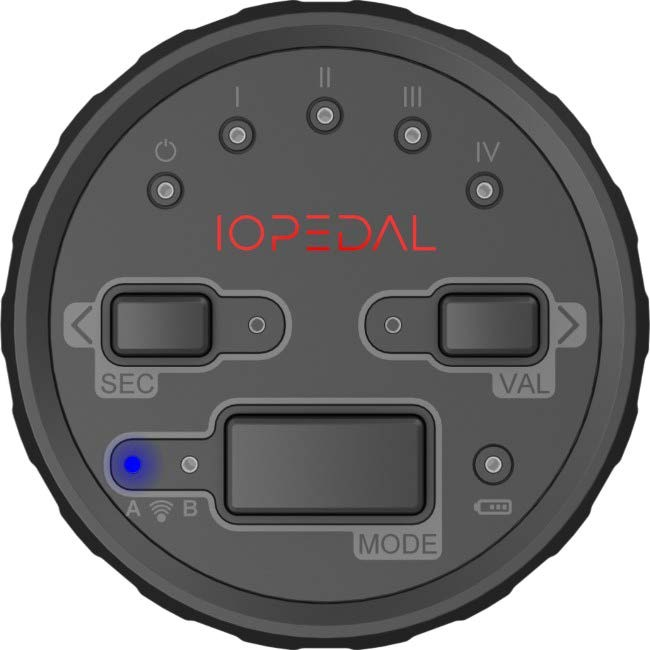 II
I III
IV
IOPEDAL
SEC VAL
A B
MODE